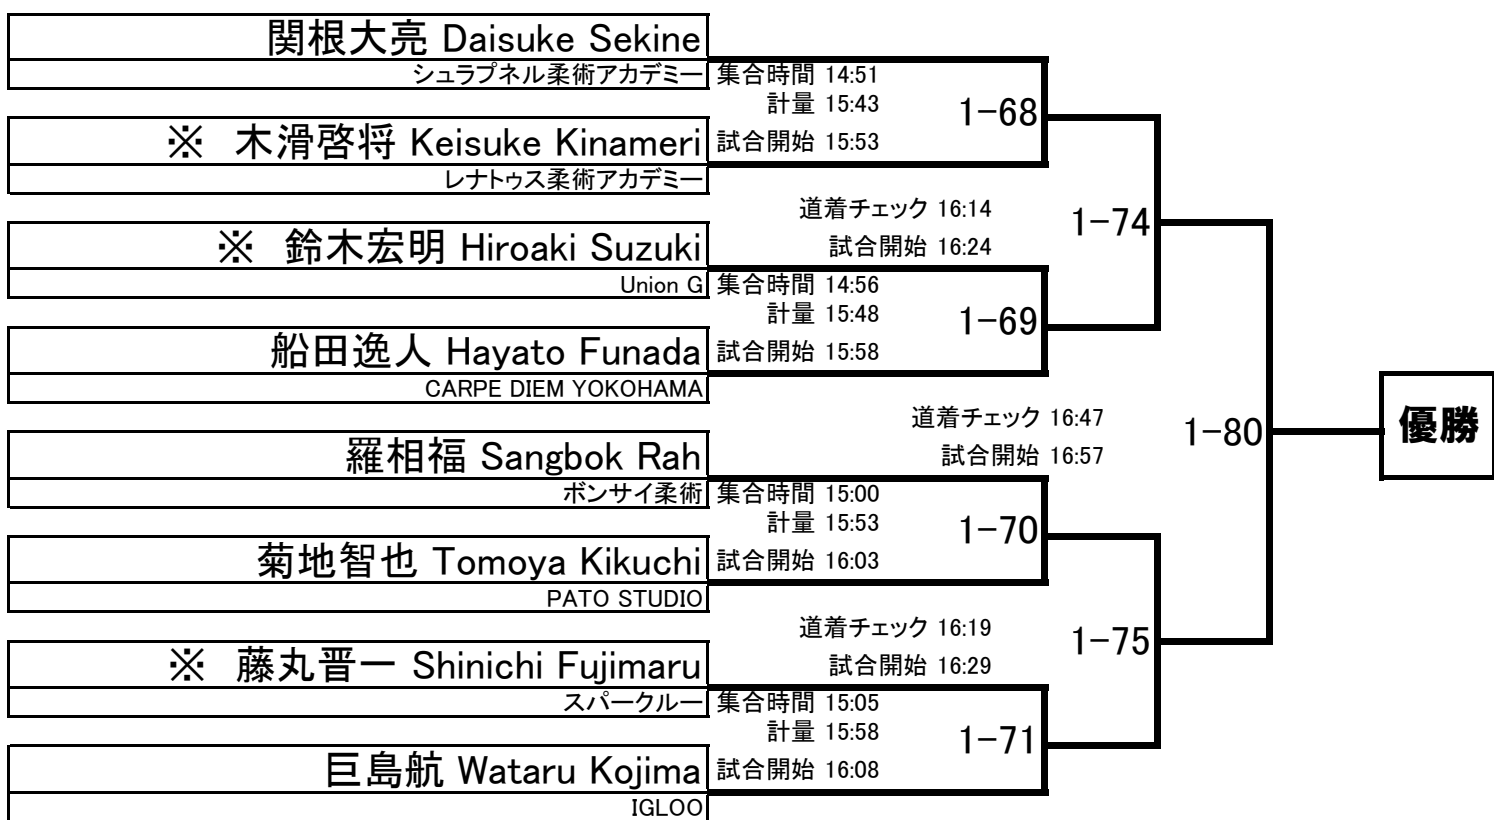 関根大亮 Daisuke Sekine
シュラプネル柔術アカデミー
集合時間 14:51
計量 15:43
1-68
※ 木滑啓将 Keisuke Kinameri
試合開始 15:53
レナトゥス柔術アカデミー
道着チェック 16:14
1-74
試合開始 16:24
※ 鈴木宏明 Hiroaki Suzuki
Union G
集合時間 14:56
計量 15:48
1-69
船田逸人 Hayato Funada
試合開始 15:58
CARPE DIEM YOKOHAMA
道着チェック 16:47
1-80
試合開始 16:57
優勝
羅相福 Sangbok Rah
ボンサイ柔術
集合時間 15:00
計量 15:53
1-70
菊地智也 Tomoya Kikuchi
試合開始 16:03
PATO STUDIO
道着チェック 16:19
1-75
試合開始 16:29
※ 藤丸晋一 Shinichi Fujimaru
スパークルー
集合時間 15:05
計量 15:58
1-71
巨島航 Wataru Kojima
試合開始 16:08
IGLOO